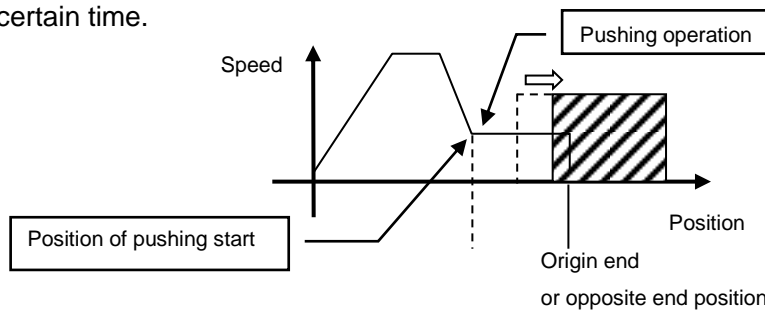 certain time.
Pushing operation
Speed
Position of pushing start
Position
Origin end
or opposite end position